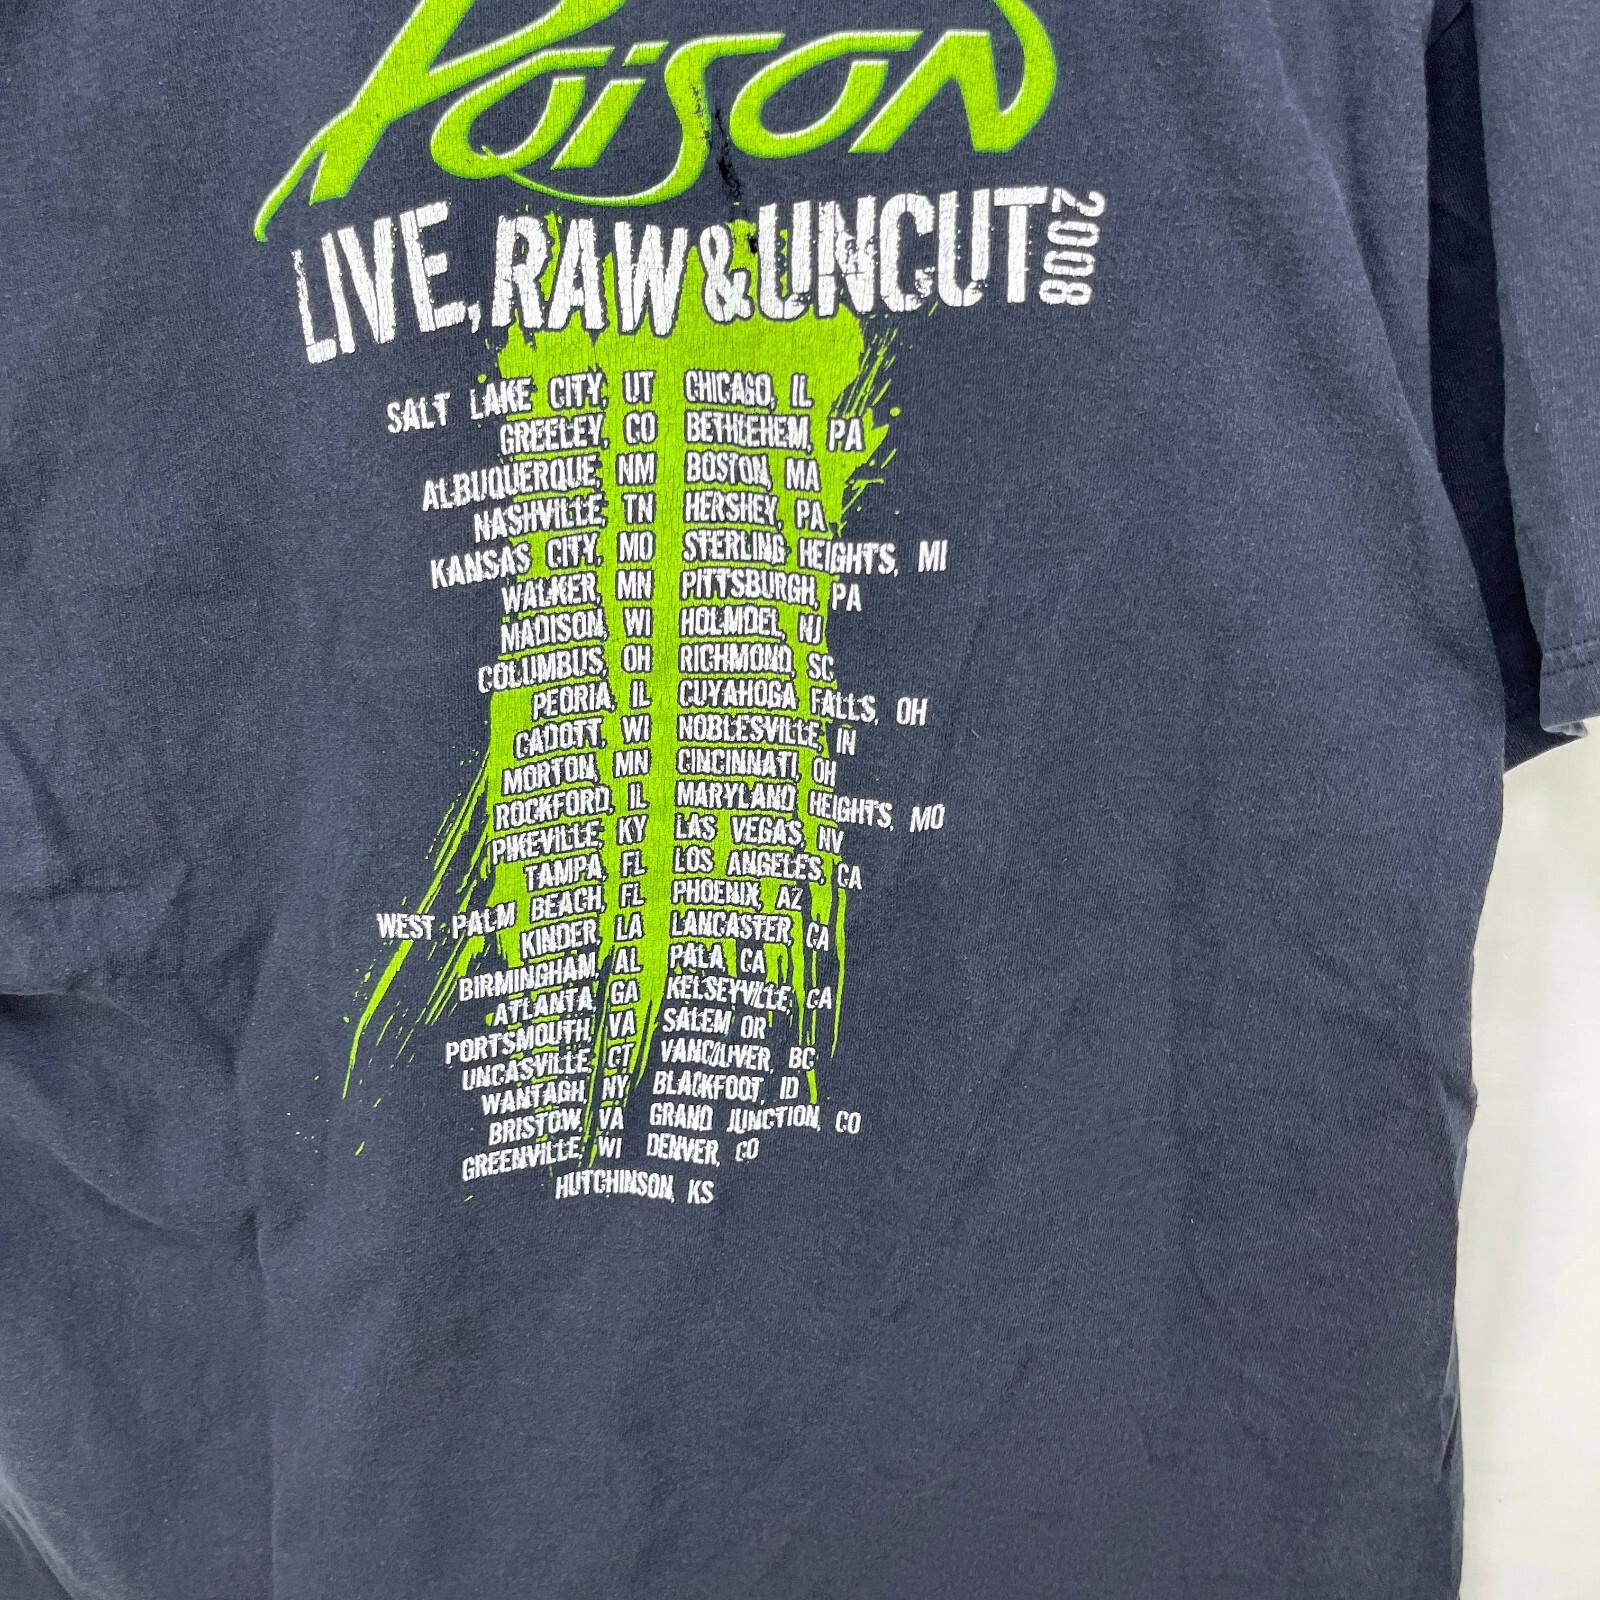 Poison
LIVE, RAW & UNCUT 2008
SALT LAKE CITY, UT CHICAGO, IL
GREELEY, CO BETHLEHEM, PA
ALBUQUERQUE, NM BOSTON, MA
NASHVILLE, TN HERSHEY, PA
KANSAS CITY, MO STERLING HEIGHTS, MI
WALKER, MN PITTSBURGH, PA
MADISON, WI HOLMDEL, NJ
COLUMBUS, OH RICHMOND, SC
PEORIA, IL CUYAHOGA FALLS, OH
CADOTT, WI NOBLESVILLE, IN
MORTON, MN CINCINNATI, OH
ROCKFORD, IL MARYLAND HEIGHTS, MO
PIKEVILLE, KY LAS VEGAS, NV
TAMPA, FL LOS ANGELES, CA
WEST PALM BEACH, FL PHOENIX, AZ
KINDER, LA LANCASTER, CA
BIRMINGHAM, AL PALA, CA
ATLANTA, GA KELSEYVILLE, CA
PORTSMOUTH, VA SALEM OR
UNCASVILLE, CT VANCOUVER, BC
WANTAGH, NY BLACKFOOT, ID
BRISTOW, VA GRAND JUNCTION, CO
GREENVILLE, WI DENVER, CO
HUTCHINSON, KS